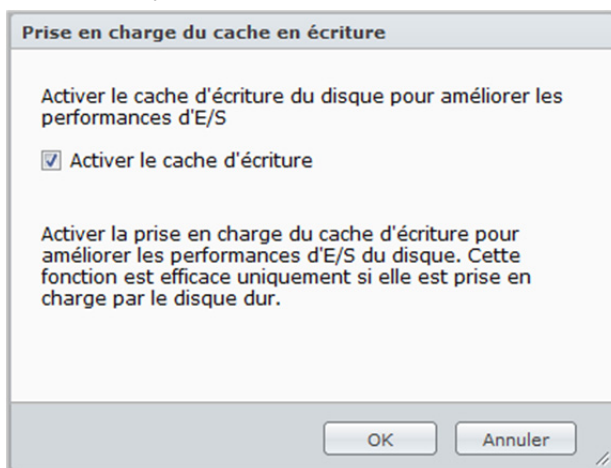 Prise en charge du cache en écriture
Activer le cache d'écriture du disque pour améliorer les
performances d'E/S
Activer le cache d'écriture
Activer la prise en charge du cache d'écriture pour
améliorer les performances d'E/S du disque. Cette
fonction est efficace uniquement si elle est prise en
charge par le disque dur.
OK
Annuler